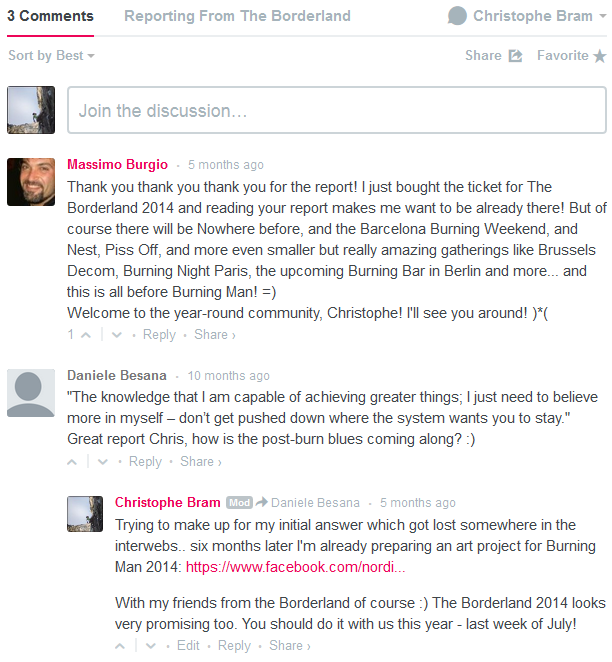 3 Comments Reporting From The Borderland Christophe Bram
Sort by Best Share Favorite
Join the discussion…
Massimo Burgio · 5 months ago
Thank you thank you thank you for the report! I just bought the ticket for The
Borderland 2014 and reading your report makes me want to be already there! But of
course there will be Nowhere before, and the Barcelona Burning Weekend, and
Nest, Piss Off, and more even smaller but really amazing gatherings like Brussels
Decom, Burning Night Paris, the upcoming Burning Bar in Berlin and more... and
this is all before Burning Man! =)
Welcome to the year-round community, Christophe! I'll see you around! )*(
1 · Reply · Share ›
Daniele Besana · 10 months ago
"The knowledge that I am capable of achieving greater things; I just need to believe
more in myself – don't get pushed down where the system wants you to stay."
Great report Chris, how is the post-burn blues coming along? :)
· Reply · Share ›
Christophe Bram Mod Daniele Besana · 5 months ago
Trying to make up for my initial answer which got lost somewhere in the
interwebs.. six months later I'm already preparing an art project for Burning
Man 2014: https://www.facebook.com/nordi...
With my friends from the Borderland of course :) The Borderland 2014 looks
very promising too. You should do it with us this year - last week of July!
· Edit · Reply · Share ›